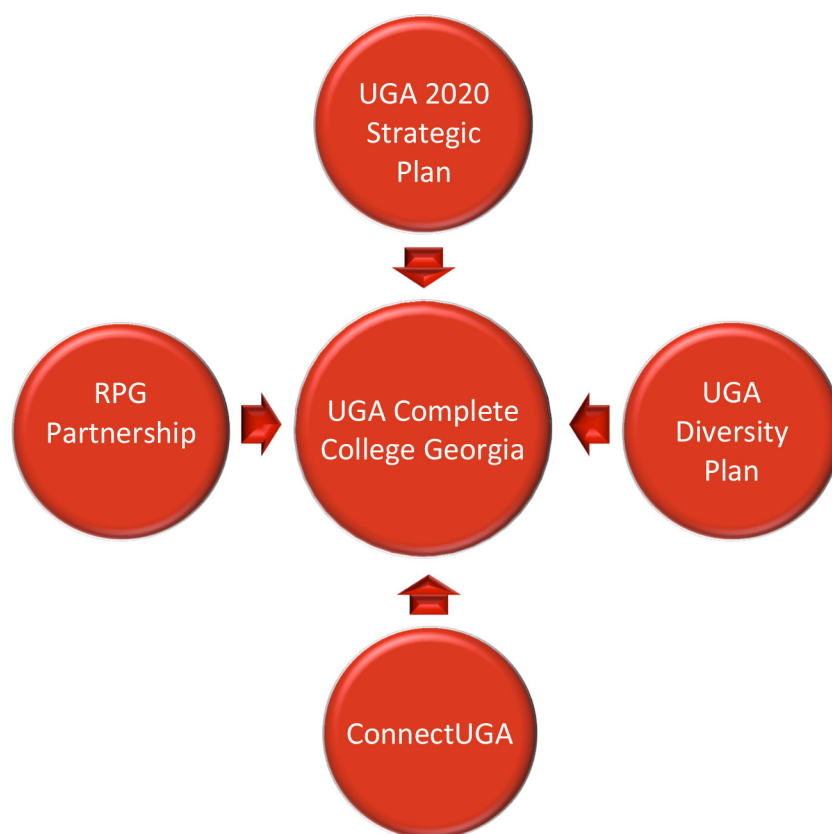 UGA 2020
Strategic
Plan
RPG
Partnership
UGA Complete
College Georgia
UGA
Diversity
Plan
ConnectUGA